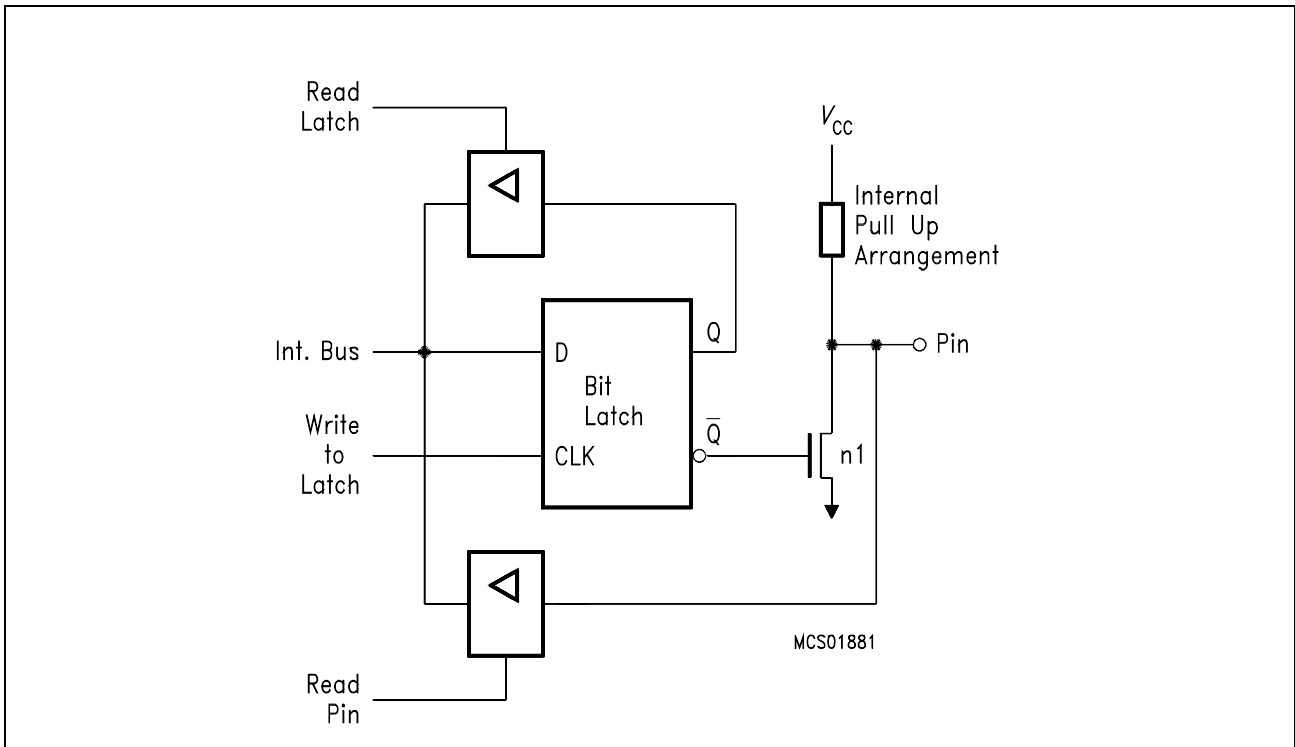 Read
Latch
VCC
Internal
Pull Up
Arrangement
Q
Int. Bus
D
Pin
Bit
Latch
Write
to
Latch
Q̅
CLK
n1
MCS01881
Read
Pin